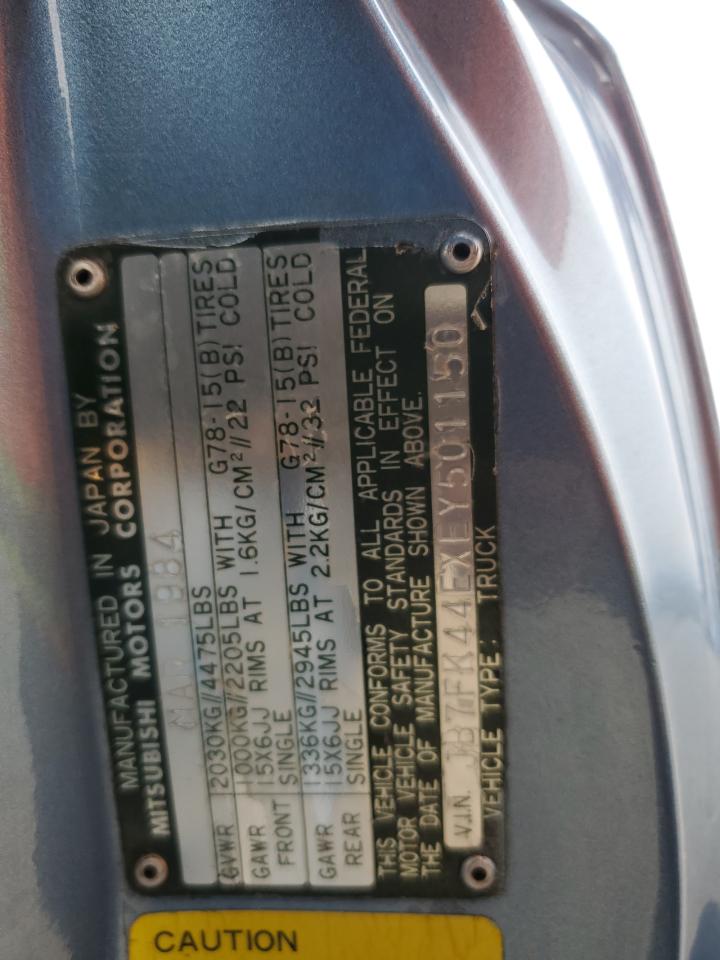 MANUFACTURED IN JAPAN BY
MITSUBISHI MOTORS CORPORATION
MAR 1984
GVWR 2030KG//4475LBS
GAWR FRONT 1000KG//2205LBS WITH G78-15(B)TIRES
15X6JJ RIMS AT 1.6KG/CM²//22 PSI COLD
SINGLE
GAWR REAR 1336KG//2945LBS WITH G78-15(B)TIRES
15X6JJ RIMS AT 2.2KG/CM²//32 PSI COLD
SINGLE
THIS VEHICLE CONFORMS TO ALL APPLICABLE FEDERAL
MOTOR VEHICLE SAFETY STANDARDS IN EFFECT ON
THE DATE OF MANUFACTURE SHOWN ABOVE.
V.I.N. JB7FK44EXEY501150
VEHICLE TYPE: TRUCK
CAUTION